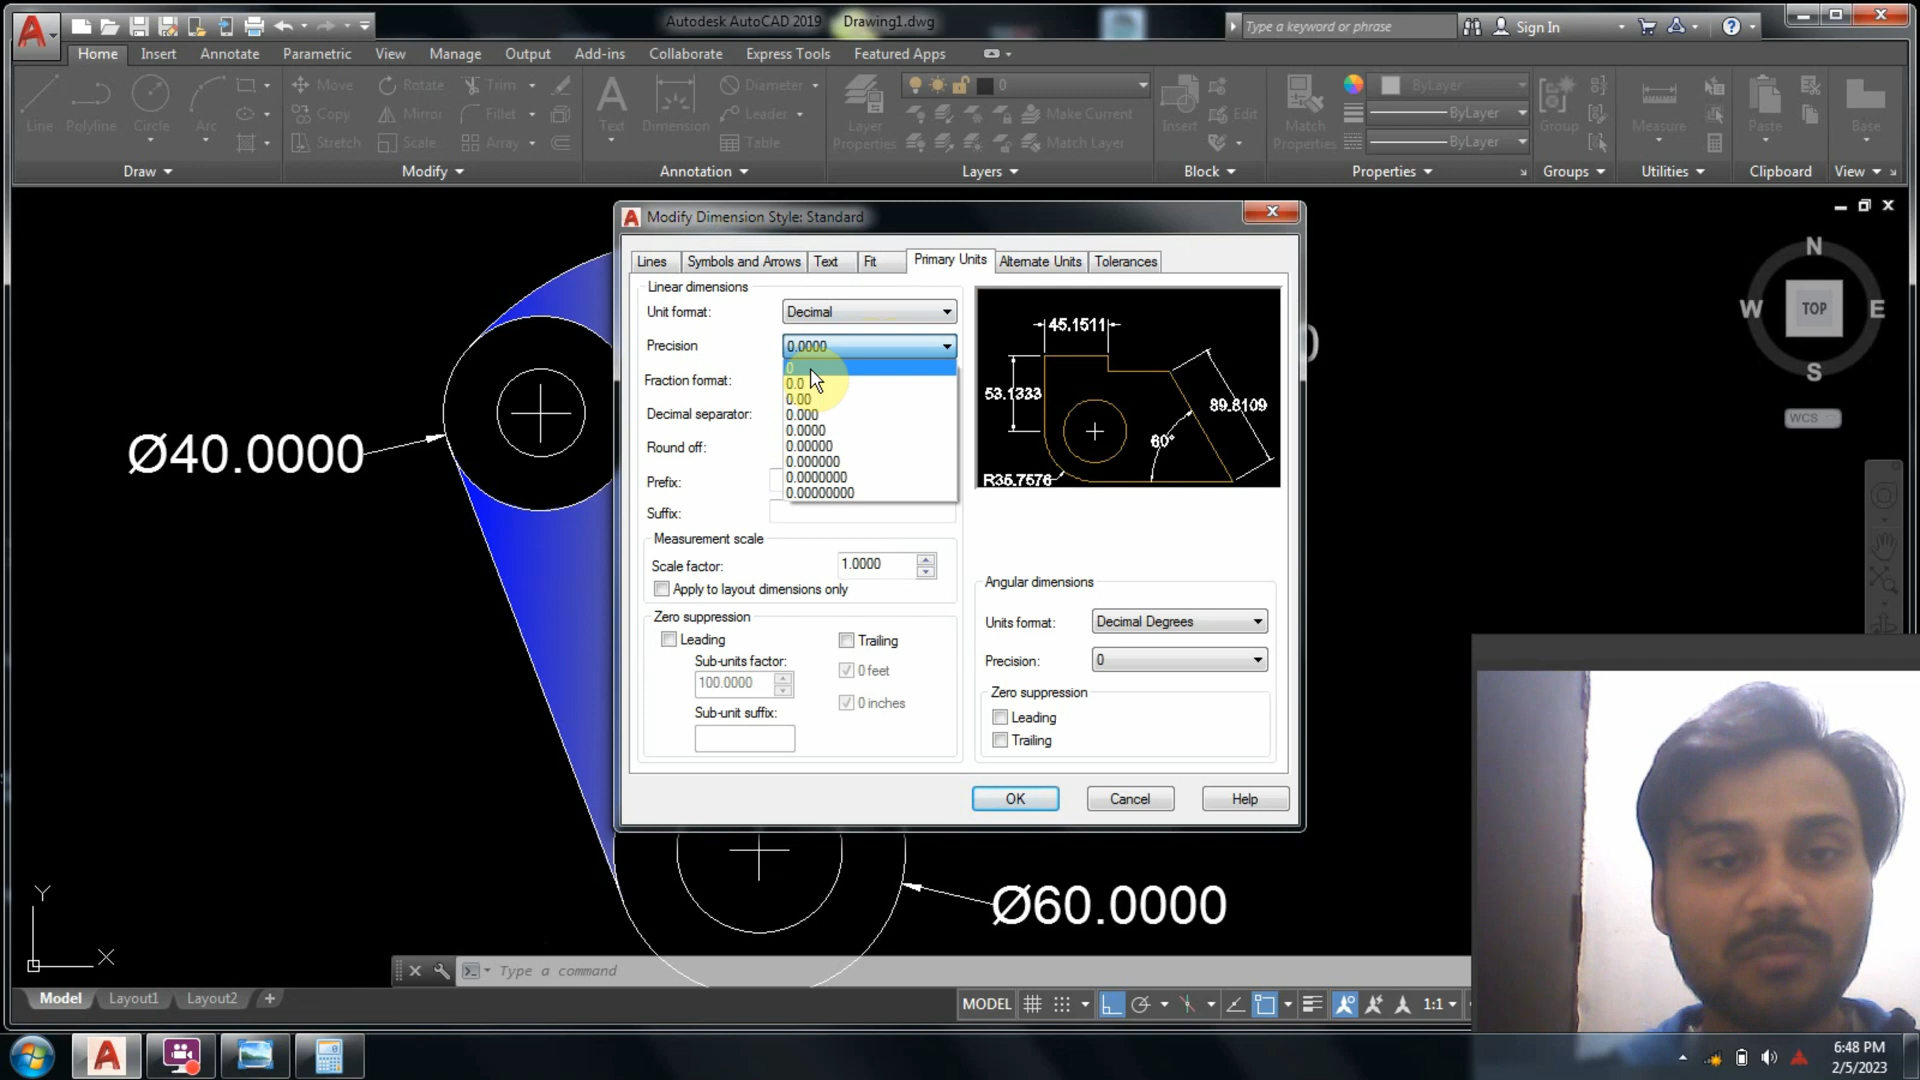 Autodesk AutoCAD 2019 Drawing1.dwg
Type a keyword or phrase
Sign In
Home Insert Annotate Parametric View Manage Output Add-ins Collaborate Express Tools Featured Apps
Line Polyline Circle Arc
Move Rotate Trim
Copy Mirror Fillet
Stretch Scale Array
Text Dimension
Diameter
Leader
Table
Layer Properties
0
Make Current
Match Layer
Insert
Edit
Match Properties
ByLayer
ByLayer
ByLayer
Group
Measure
Paste
Base
Draw Modify Annotation Layers Block Properties Groups Utilities Clipboard View
Modify Dimension Style: Standard
Lines Symbols and Arrows Text Fit Primary Units Alternate Units Tolerances
Linear dimensions
Unit format: Decimal
Precision 0.0000
0
0.0
0.00
0.000
0.0000
0.00000
0.000000
0.0000000
0.00000000
Fraction format:
Decimal separator:
Round off:
Prefix:
Suffix:
Measurement scale
Scale factor: 1.0000
Apply to layout dimensions only
Zero suppression
Leading Trailing
Sub-units factor: 0 feet
100.0000
0 inches
Sub-unit suffix:
45.1511
53.1333
89.8109
60°
R35.7576
Angular dimensions
Units format: Decimal Degrees
Precision: 0
Zero suppression
Leading
Trailing
OK Cancel Help
Ø40.0000
Ø60.0000
N
W TOP E
S
WCS
Y
X
Type a command
Model Layout1 Layout2 +
MODEL 1:1
6:48 PM
2/5/2023